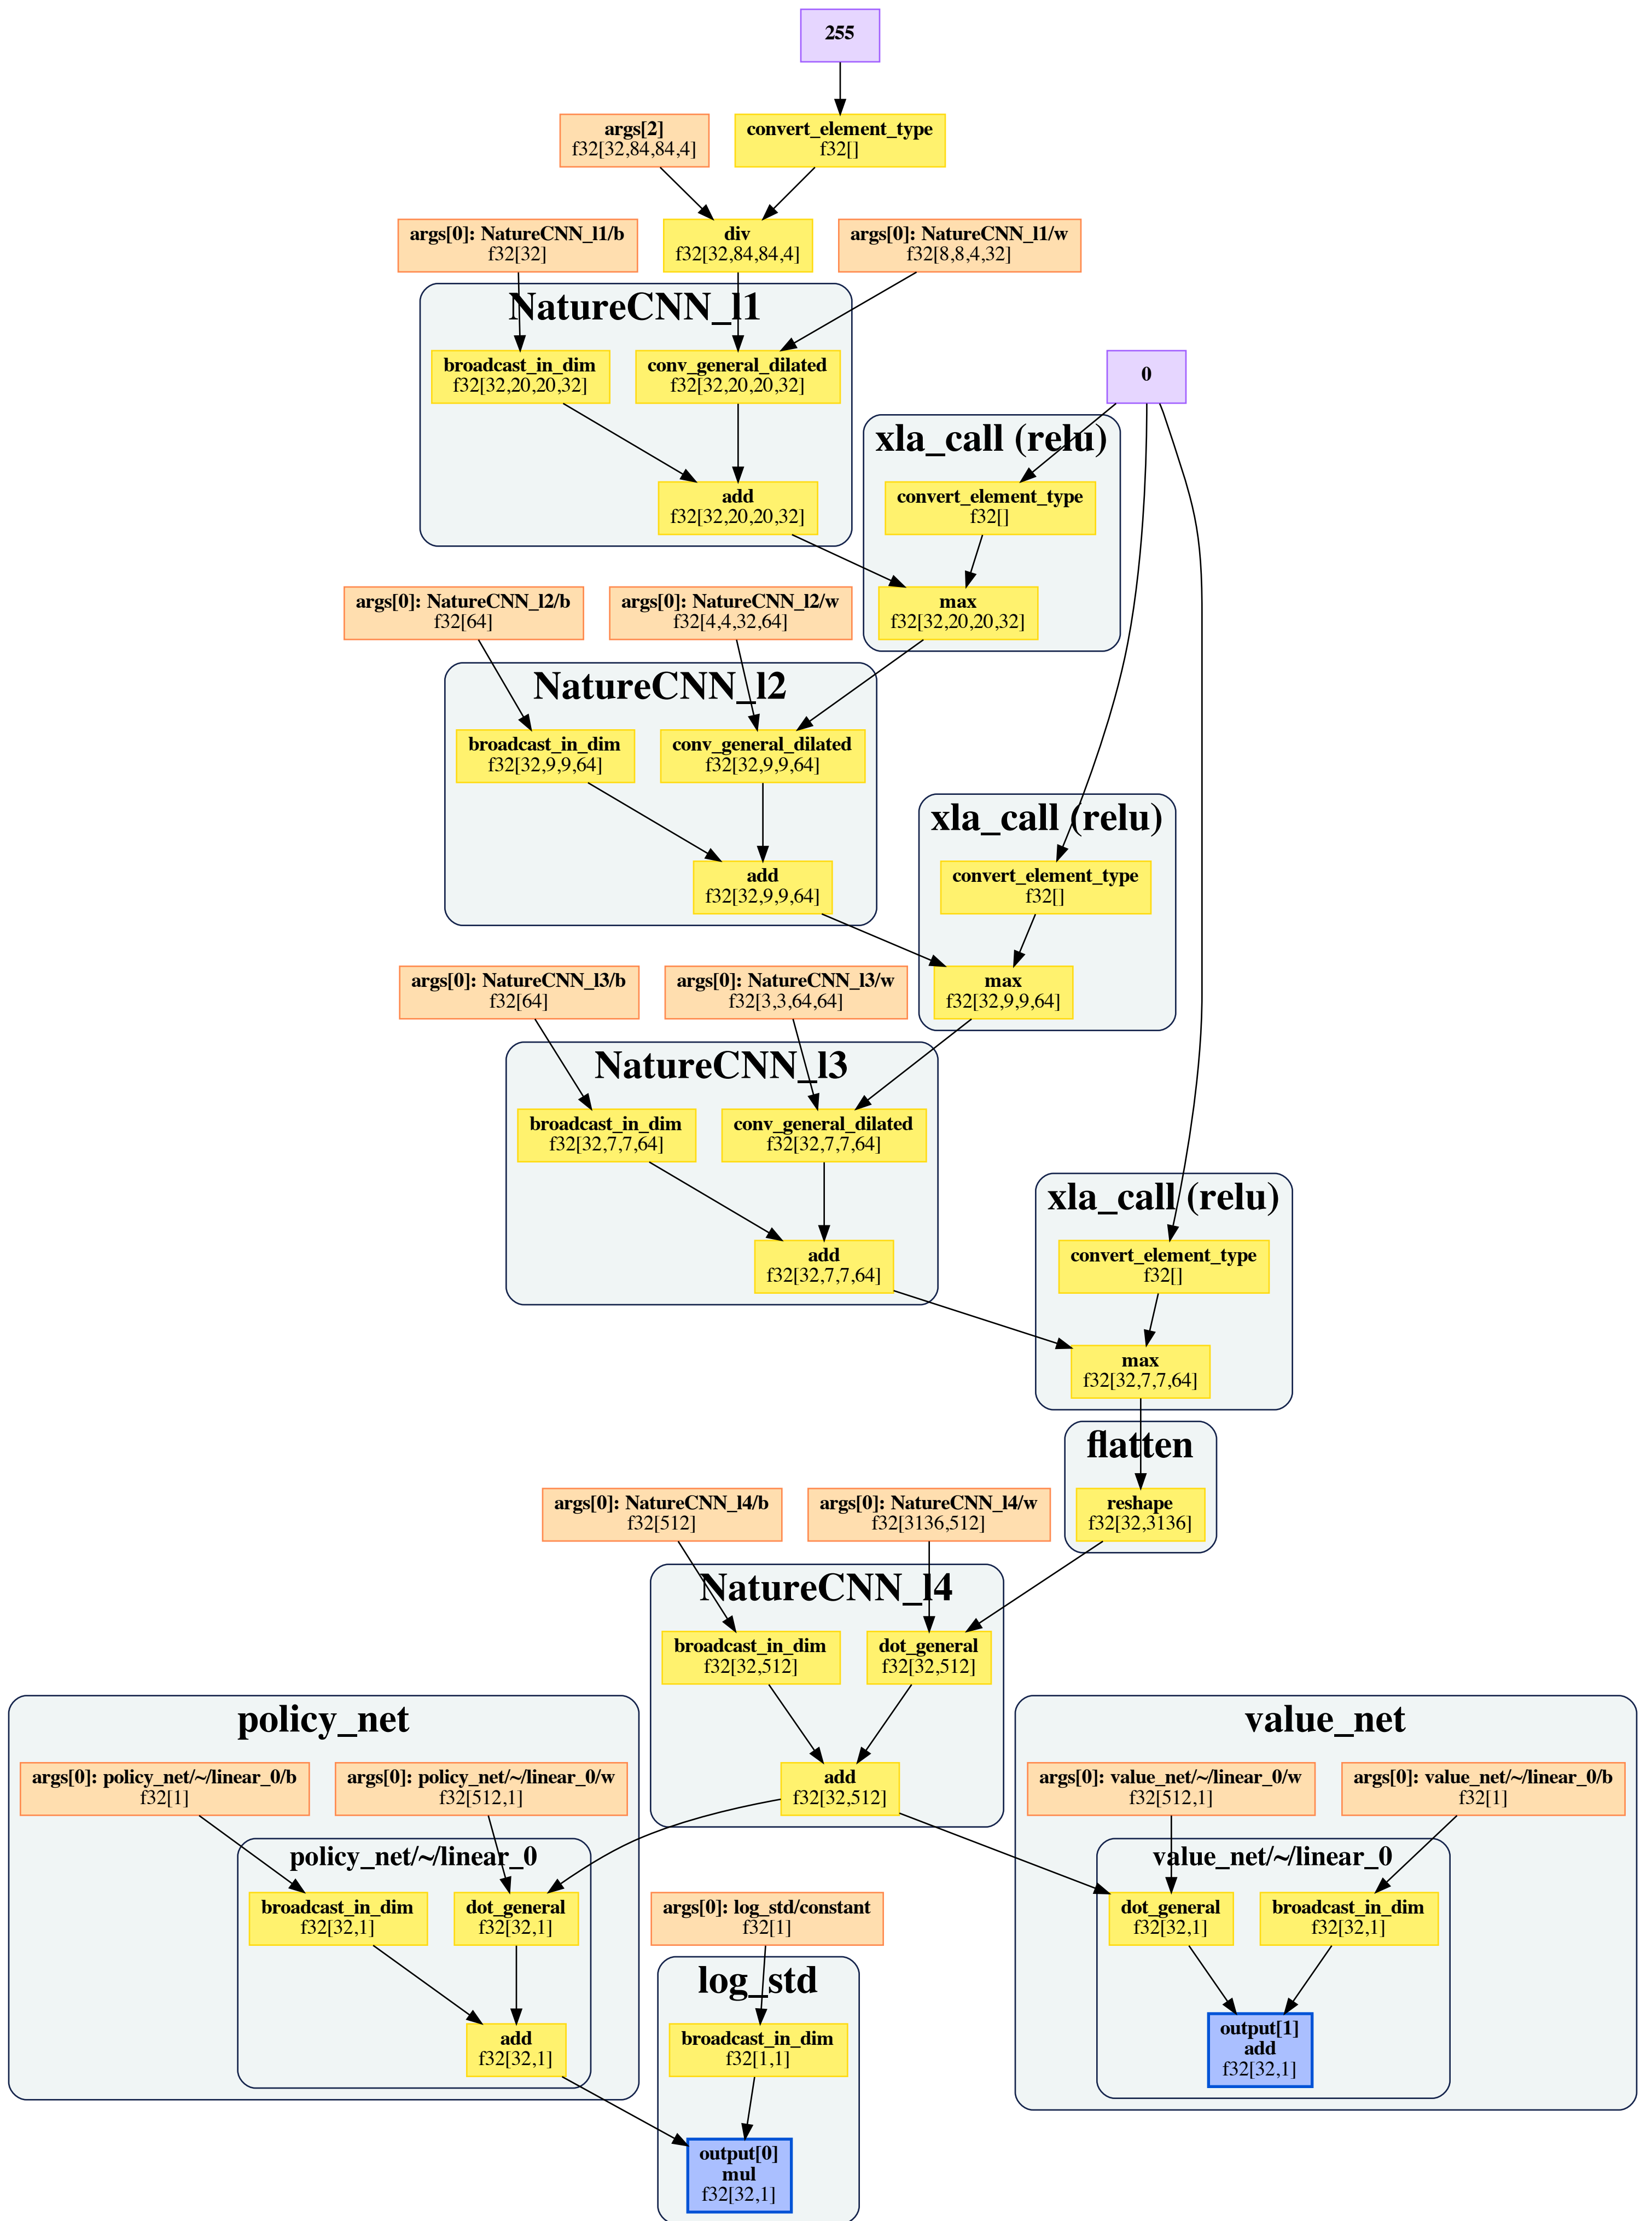 255
args[2]
f32[32,84,84,4]
convert_element_type
f32[]
args[0]: NatureCNN_l1/b
f32[32]
div
f32[32,84,84,4]
args[0]: NatureCNN_l1/w
f32[8,8,4,32]
NatureCNN_l1
broadcast_in_dim
f32[32,20,20,32]
conv_general_dilated
f32[32,20,20,32]
0
xla_call (relu)
add
f32[32,20,20,32]
convert_element_type
f32[]
args[0]: NatureCNN_l2/b
f32[64]
args[0]: NatureCNN_l2/w
f32[4,4,32,64]
max
f32[32,20,20,32]
NatureCNN_l2
broadcast_in_dim
f32[32,9,9,64]
conv_general_dilated
f32[32,9,9,64]
xla_call (relu)
add
f32[32,9,9,64]
convert_element_type
f32[]
args[0]: NatureCNN_l3/b
f32[64]
args[0]: NatureCNN_l3/w
f32[3,3,64,64]
max
f32[32,9,9,64]
NatureCNN_l3
broadcast_in_dim
f32[32,7,7,64]
conv_general_dilated
f32[32,7,7,64]
xla_call (relu)
add
f32[32,7,7,64]
convert_element_type
f32[]
max
f32[32,7,7,64]
flatten
args[0]: NatureCNN_l4/b
f32[512]
args[0]: NatureCNN_l4/w
f32[3136,512]
reshape
f32[32,3136]
NatureCNN_l4
broadcast_in_dim
f32[32,512]
dot_general
f32[32,512]
add
f32[32,512]
policy_net
args[0]: policy_net/~/linear_0/b
f32[1]
args[0]: policy_net/~/linear_0/w
f32[512,1]
policy_net/~/linear_0
broadcast_in_dim
f32[32,1]
dot_general
f32[32,1]
add
f32[32,1]
args[0]: log_std/constant
f32[1]
log_std
broadcast_in_dim
f32[1,1]
output[0]
mul
f32[32,1]
value_net
args[0]: value_net/~/linear_0/w
f32[512,1]
args[0]: value_net/~/linear_0/b
f32[1]
value_net/~/linear_0
dot_general
f32[32,1]
broadcast_in_dim
f32[32,1]
output[1]
add
f32[32,1]